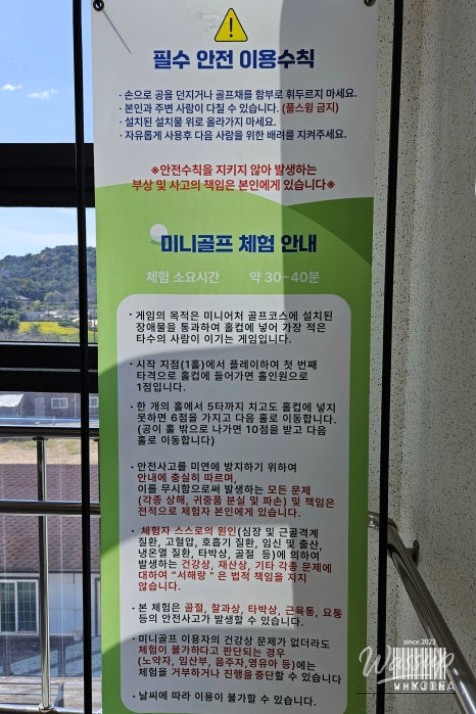 필수 안전 이용수칙
· 손으로 공을 던지거나 골프채를 함부로 휘두르지 마세요.
· 본인과 주변 사람이 다칠 수 있습니다. (풀스윙 금지)
· 설치된 설치물 위로 올라가지 마세요.
· 자유롭게 사용후 다음 사람을 위한 배려를 지켜주세요.
※안전수칙을 지키지 않아 발생하는
부상 및 사고의 책임은 본인에게 있습니다※
미니골프 체험 안내
체험 소요시간 약 30~40분
· 게임의 목적은 미니어처 골프코스에 설치된
장애물을 통과하여 홀컵에 넣어 가장 적은
타수의 사람이 이기는 게임입니다.
· 시작 지점(1홀)에서 플레이하여 첫 번째
타격으로 홀컵에 들어가면 홀인원으로
1점입니다.
· 한 개의 홀에서 5타까지 치고도 홀컵에 넣지
못하면 6점을 가지고 다음 홀로 이동합니다.
(공이 홀 밖으로 나가면 10점을 받고 다음
홀로 이동합니다)
· 안전사고를 미연에 방지하기 위하여
안내에 충실히 따르며,
이를 무시함으로써 발생하는 모든 문제
(각종 상해, 귀중품 분실 및 파손) 및 책임은
전적으로 체험자 본인에게 있습니다.
· 체험자 스스로의 원인(심장 및 근골격계
질환, 고혈압, 호흡기 질환, 임신 및 출산,
냉온열 질환, 타박상, 골절 등)에 의하여
발생하는 건강상, 재산상, 기타 각종 문제에
대하여 "서해랑" 은 법적 책임을 지지
않습니다.
· 본 체험은 골절, 찰과상, 타박상, 근육통, 요통
등의 안전사고가 발생할 수 있습니다.
· 미니골프 이용자의 건강상 문제가 없더라도
체험이 불가하다고 판단되는 경우
(노약자, 임산부, 음주자,영유아 등)에는
체험을 거부하거나 진행을중단할 수 있습니다
· 날씨에 따라 이용이 불가할 수 있습니다.
since.2022
WHYJINA